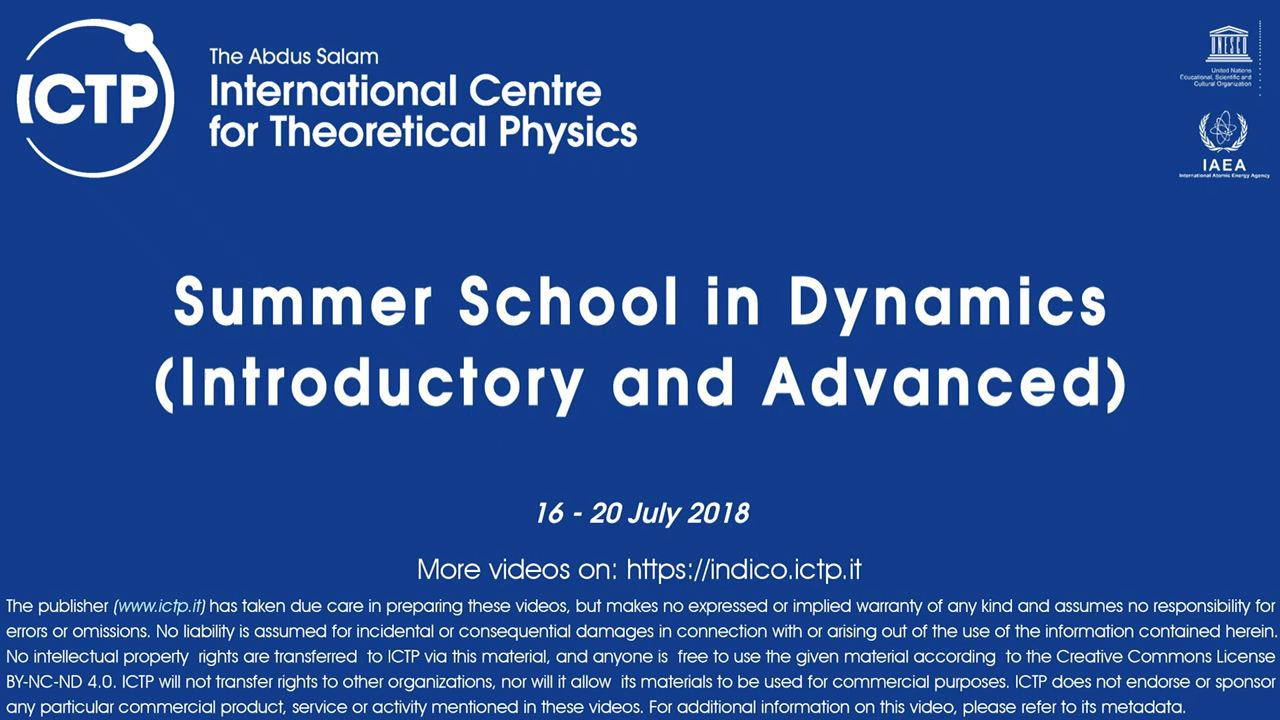 ICTP
The Abdus Salam
International Centre
for Theoretical Physics
UNESCO
United Nations
Educational, Scientific and
Cultural Organization
IAEA
International Atomic Energy Agency
Summer School in Dynamics
(Introductory and Advanced)
16 - 20 July 2018
More videos on: https://indico.ictp.it
The publisher (www.ictp.it) has taken due care in preparing these videos, but makes no expressed or implied warranty of any kind and assumes no responsibility for
errors or omissions. No liability is assumed for incidental or consequential damages in connection with or arising out of the use of the information contained herein.
No intellectual property rights are transferred to ICTP via this material, and anyone is free to use the given material according to the Creative Commons License
BY-NC-ND 4.0. ICTP will not transfer rights to other organizations, nor will it allow its materials to be used for commercial purposes. ICTP does not endorse or sponsor
any particular commercial product, service or activity mentioned in these videos. For additional information on this video, please refer to its metadata.